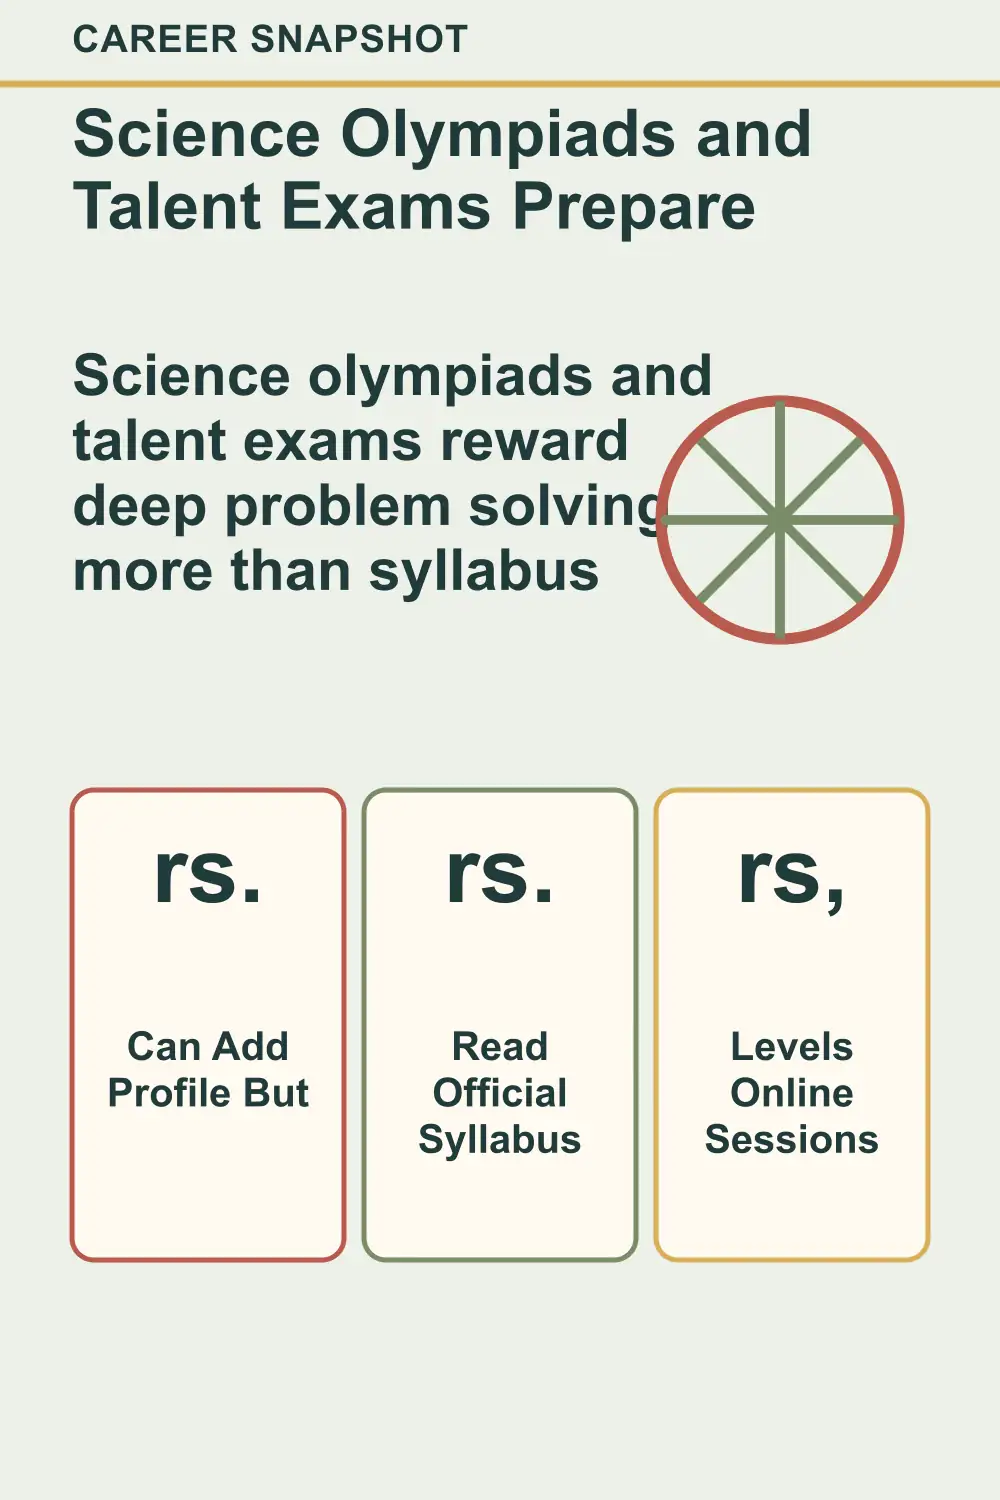 CAREER SNAPSHOT
Science Olympiads and
Talent Exams Prepare
Science olympiads and
talent exams reward
deep problem solving
more than syllabus
rs.
Can Add
Profile But
rs.
Read
Official
Syllabus
rs,
Levels
Online
Sessions